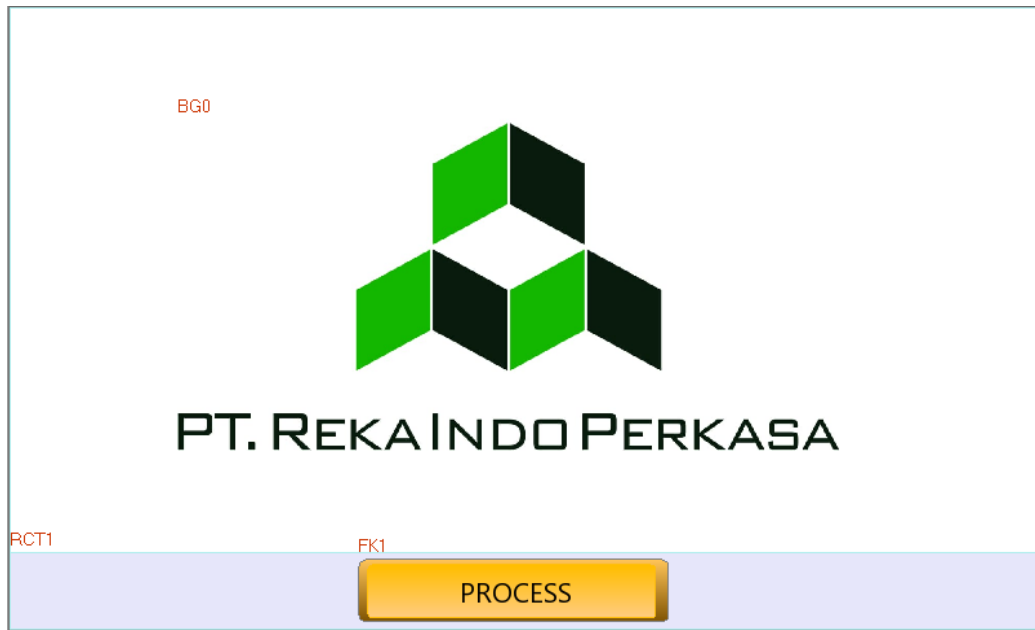 BG0
PT. REKA INDO PERKASA
RCT1
FK1
PROCESS